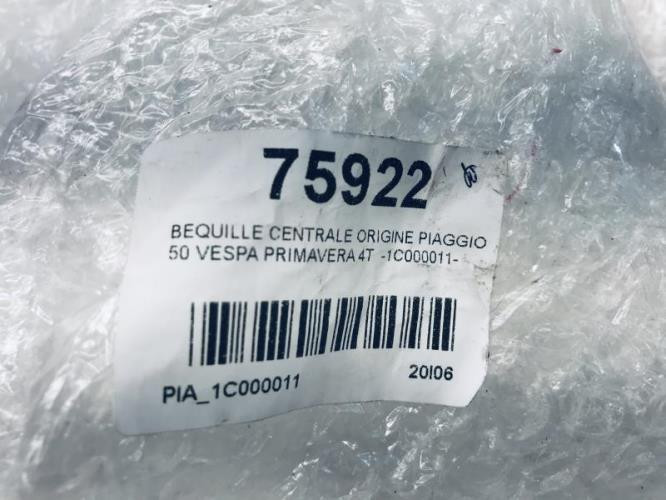 75922
BEQUILLE CENTRALE ORIGINE PIAGGIO
50 VESPA PRIMAVERA 4T -1C000011-
PIA_1C000011
20I06